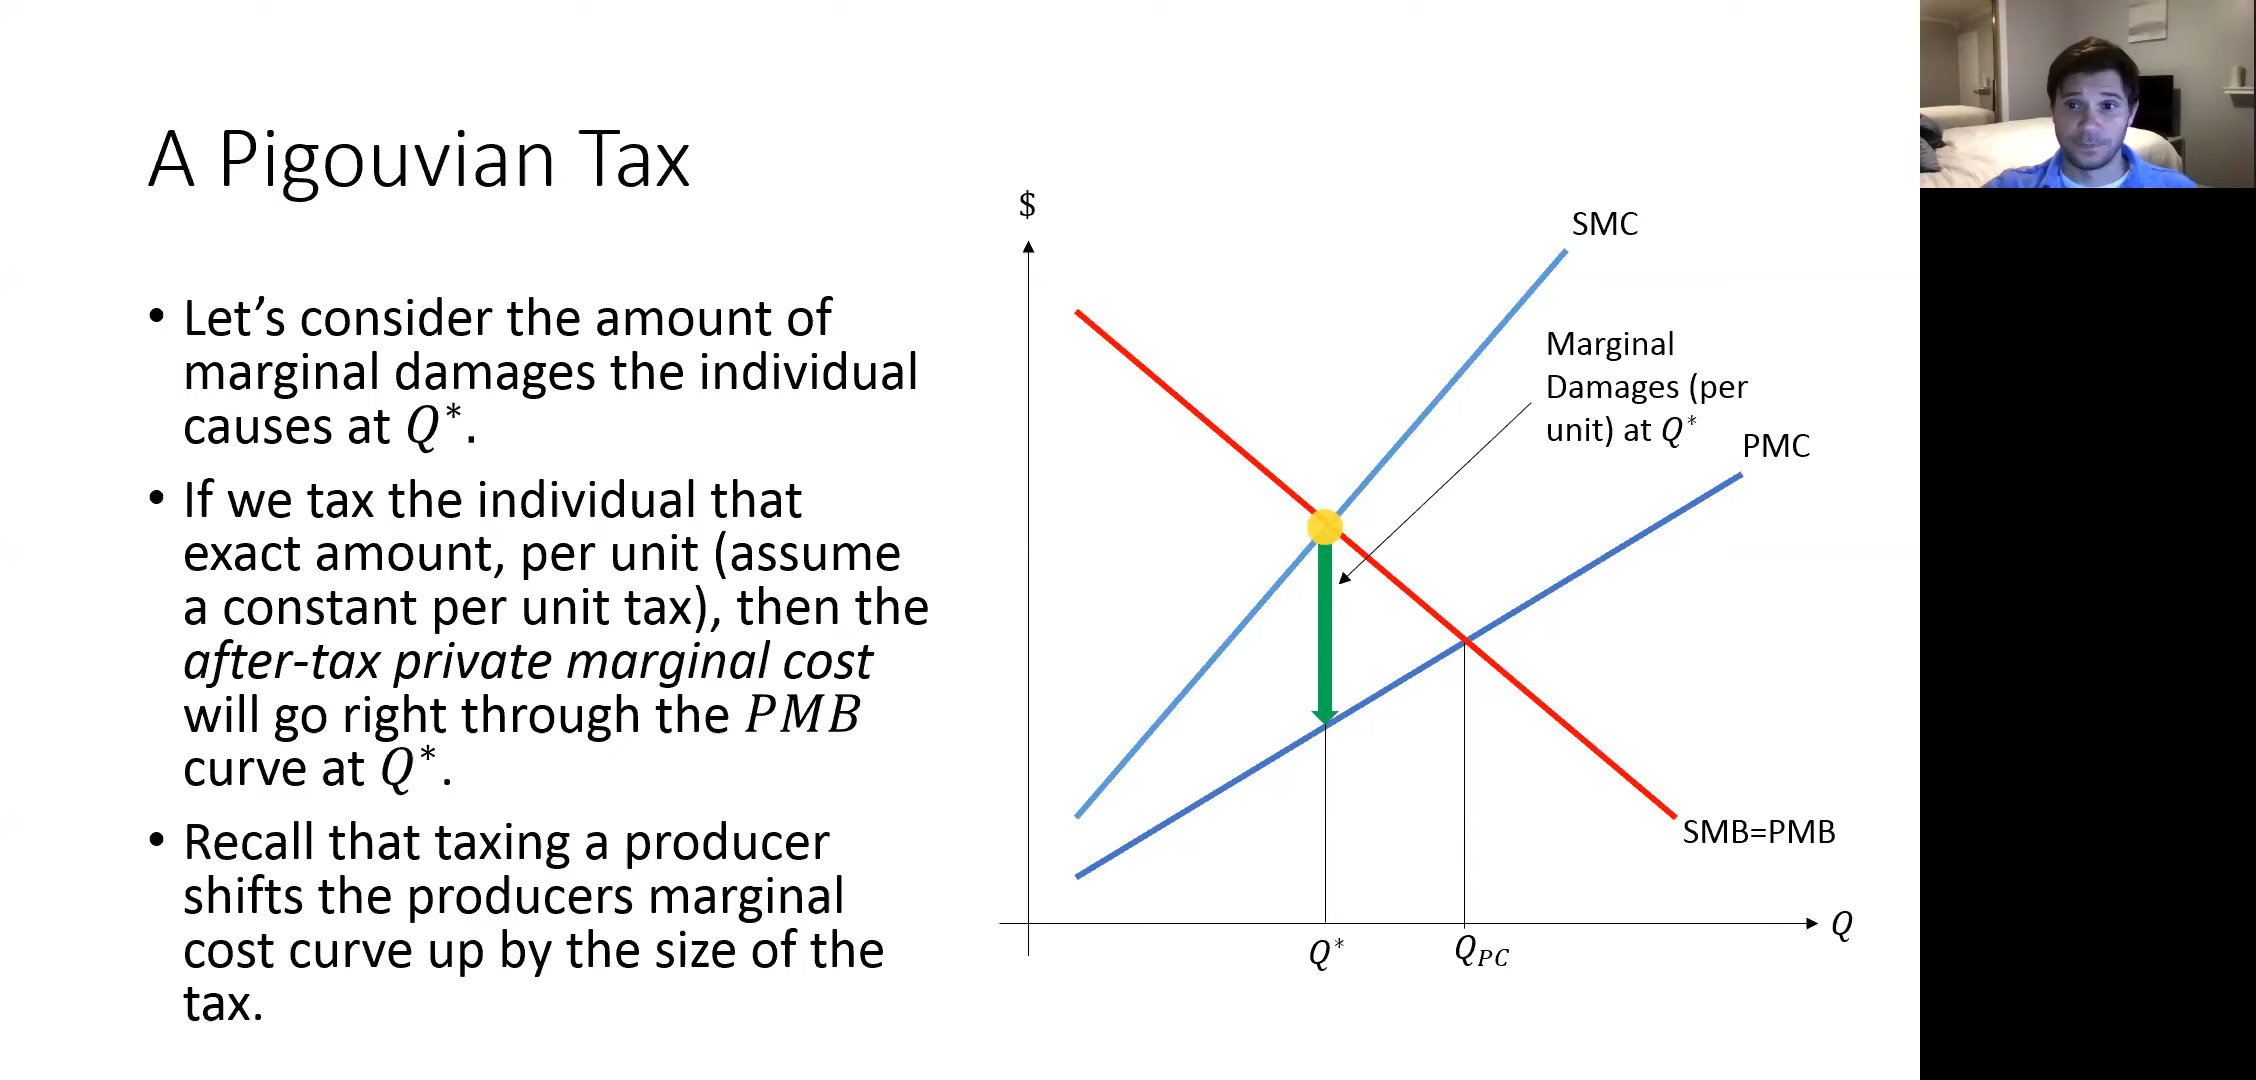 A Pigouvian Tax
• Let’s consider the amount of
marginal damages the individual
causes at Q*.
• If we tax the individual that
exact amount, per unit (assume
a constant per unit tax), then the
after-tax private marginal cost
will go right through the PMB
curve at Q*.
• Recall that taxing a producer
shifts the producers marginal
cost curve up by the size of the
tax.
$
SMC
Marginal
Damages (per
unit) at Q*
PMC
SMB=PMB
Q
Q*
Q_PC